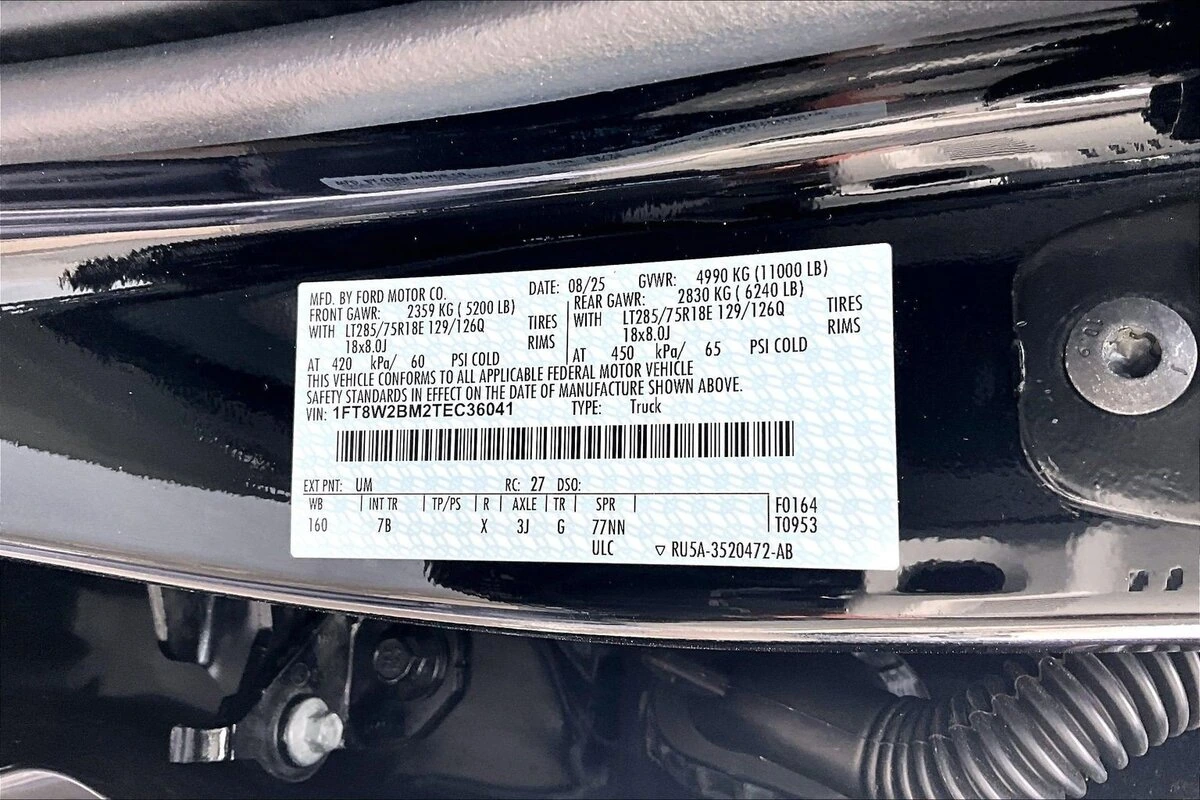 MFD. BY FORD MOTOR CO. DATE: 08/25 GVWR: 4990 KG (11000 LB)
FRONT GAWR: 2359 KG ( 5200 LB) REAR GAWR: 2830 KG ( 6240 LB)
WITH LT285/75R18E 129/126Q TIRES WITH LT285/75R18E 129/126Q TIRES
18x8.0J RIMS 18x8.0J RIMS
AT 420 kPa/ 60 PSI COLD AT 450 kPa/ 65 PSI COLD
THIS VEHICLE CONFORMS TO ALL APPLICABLE FEDERAL MOTOR VEHICLE
SAFETY STANDARDS IN EFFECT ON THE DATE OF MANUFACTURE SHOWN ABOVE.
VIN: 1FT8W2BM2TEC36041 TYPE: Truck
EXT PNT: UM RC: 27 DSO:
WB INT TR TP/PS R AXLE TR SPR F0164
160 7B X 3J G 77NN T0953
ULC ▽ RU5A-3520472-AB